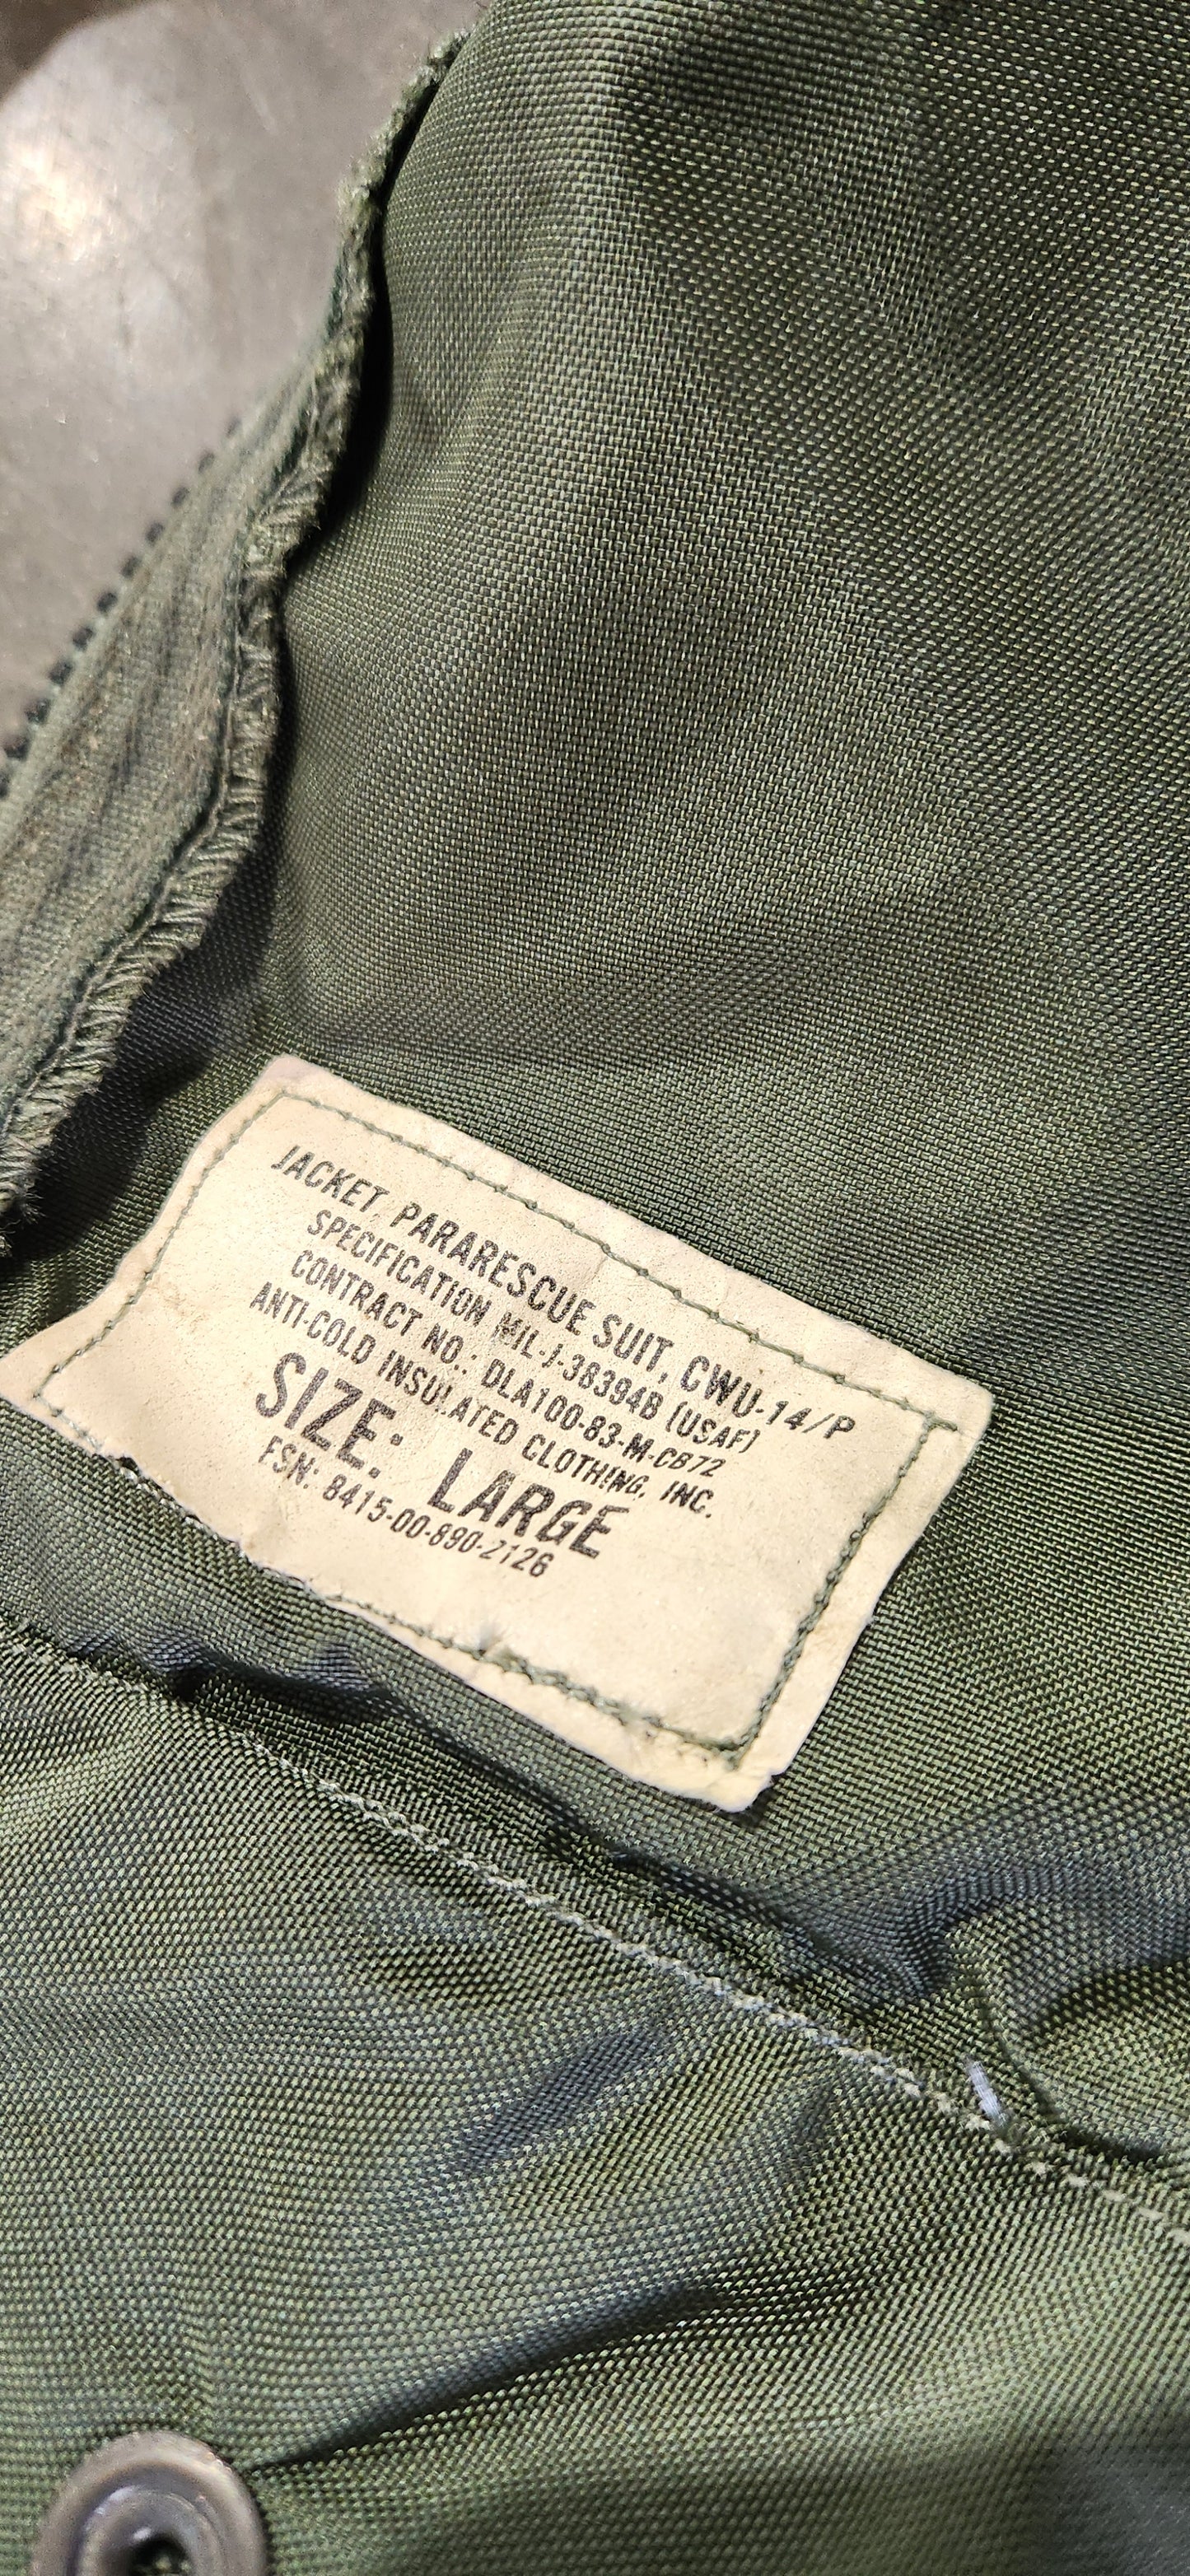 JACKET, PARARESCUE SUIT, CWU-14/P
SPECIFICATION MIL-J-38394B (USAF)
CONTRACT NO.: DLA100-83-M-CB72
ANTI-COLD INSULATED CLOTHING, INC.
SIZE: LARGE
FSN: 8415-00-890-2126